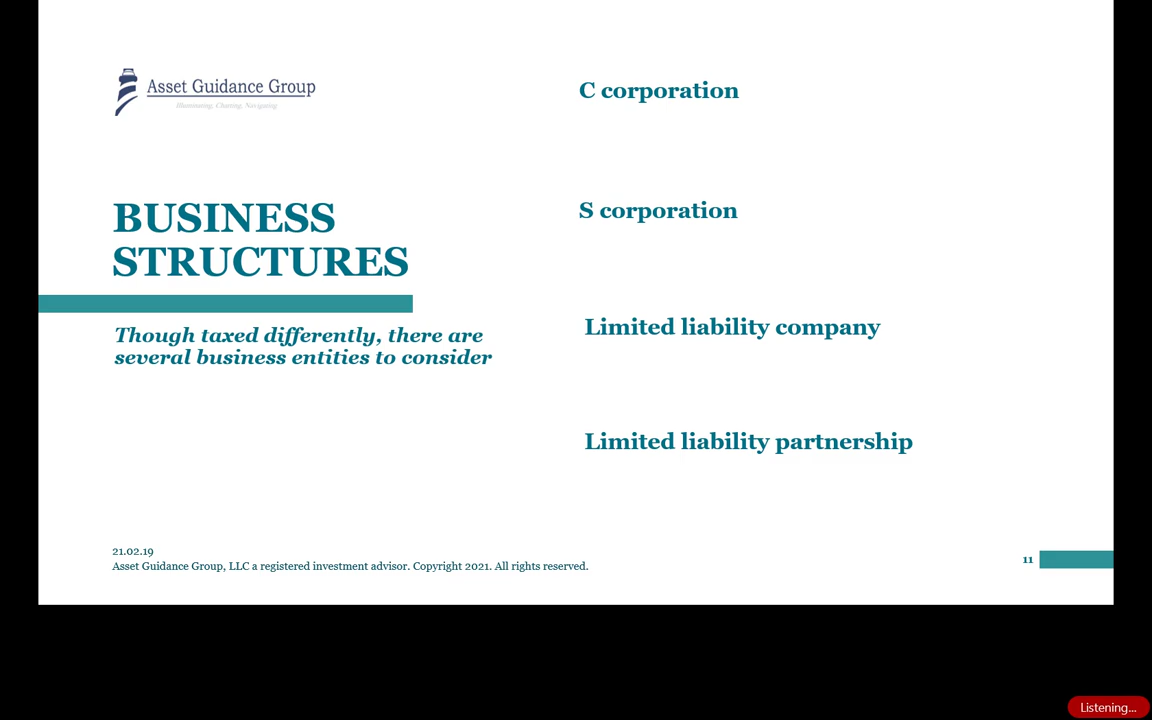 Asset Guidance Group
Illuminating. Charting. Navigating.
BUSINESS
STRUCTURES
Though taxed differently, there are
several business entities to consider
C corporation
S corporation
Limited liability company
Limited liability partnership
21.02.19
Asset Guidance Group, LLC a registered investment advisor. Copyright 2021. All rights reserved.
11
Listening...